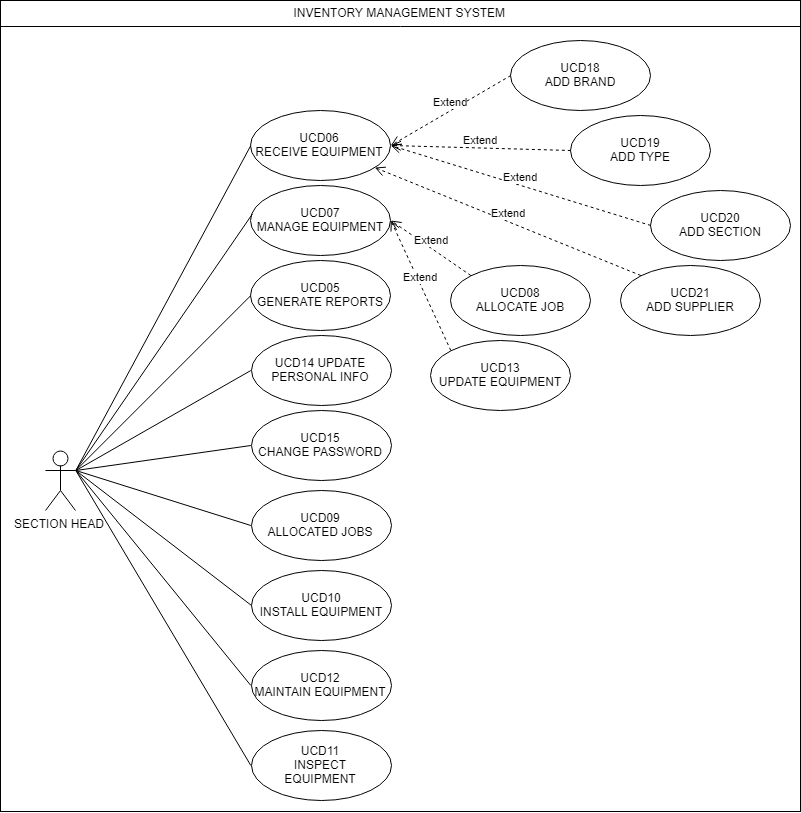 INVENTORY MANAGEMENT SYSTEM
UCD18
ADD BRAND
Extend
UCD06
RECEIVE EQUIPMENT
Extend
UCD19
ADD TYPE
Extend
UCD07
MANAGE EQUIPMENT
Extend
UCD20
ADD SECTION
Extend
Extend
UCD05
GENERATE REPORTS
UCD08
ALLOCATE JOB
UCD21
ADD SUPPLIER
UCD14 UPDATE
PERSONAL INFO
UCD13
UPDATE EQUIPMENT
UCD15
CHANGE PASSWORD
SECTION HEAD
UCD09
ALLOCATED JOBS
UCD10
INSTALL EQUIPMENT
UCD12
MAINTAIN EQUIPMENT
UCD11
INSPECT
EQUIPMENT